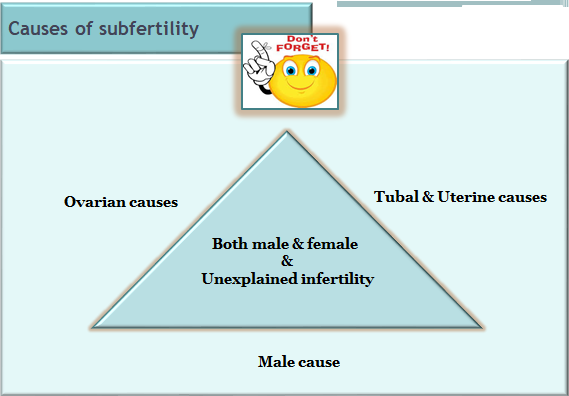 Causes of subfertility
Don't
FORGET!
Ovarian causes
Tubal & Uterine causes
Both male & female
&
Unexplained infertility
Male cause